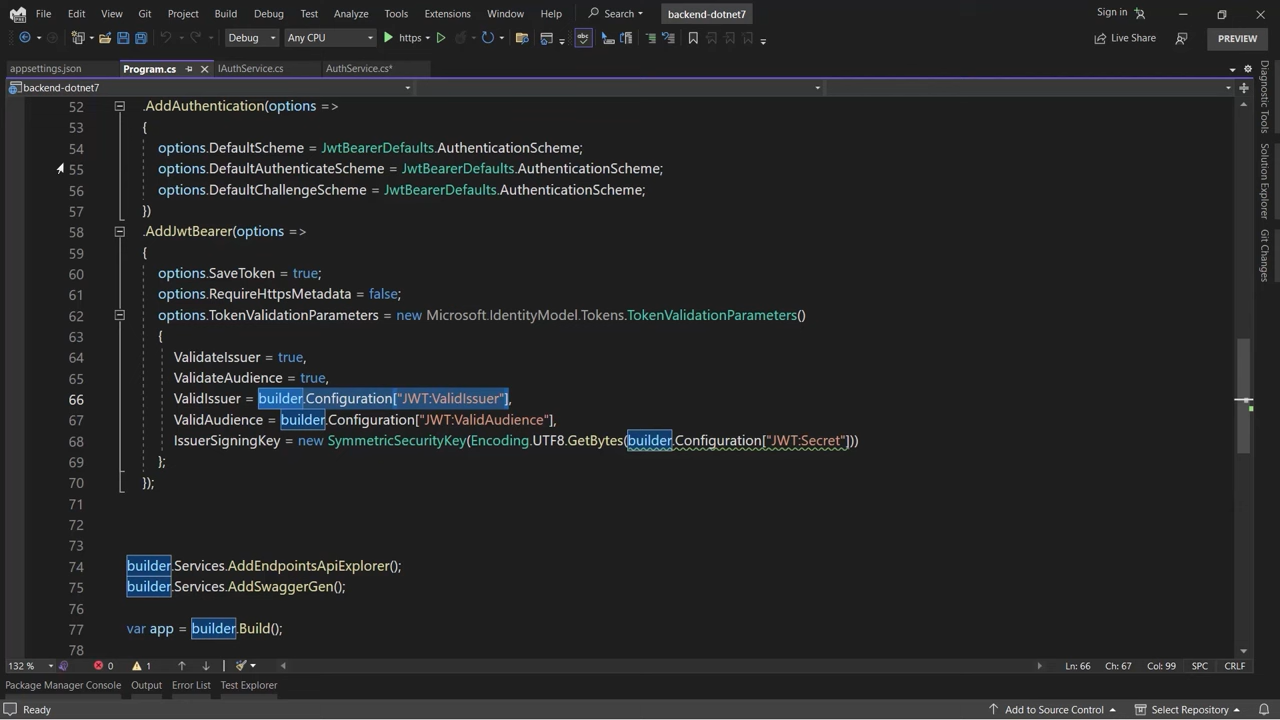 File Edit View Git Project Build Debug Test Analyze Tools Extensions Window Help Search backend-dotnet7 Sign in
Debug Any CPU https Live Share PREVIEW
appsettings.json Program.cs IAuthService.cs AuthService.cs*
backend-dotnet7
52 .AddAuthentication(options =>
53 {
54 options.DefaultScheme = JwtBearerDefaults.AuthenticationScheme;
55 options.DefaultAuthenticateScheme = JwtBearerDefaults.AuthenticationScheme;
56 options.DefaultChallengeScheme = JwtBearerDefaults.AuthenticationScheme;
57 })
58 .AddJwtBearer(options =>
59 {
60 options.SaveToken = true;
61 options.RequireHttpsMetadata = false;
62 options.TokenValidationParameters = new Microsoft.IdentityModel.Tokens.TokenValidationParameters()
63 {
64 ValidateIssuer = true,
65 ValidateAudience = true,
66 ValidIssuer = builder.Configuration["JWT:ValidIssuer"],
67 ValidAudience = builder.Configuration["JWT:ValidAudience"],
68 IssuerSigningKey = new SymmetricSecurityKey(Encoding.UTF8.GetBytes(builder.Configuration["JWT:Secret"]))
69 };
70 });
71
72
73
74 builder.Services.AddEndpointsApiExplorer();
75 builder.Services.AddSwaggerGen();
76
77 var app = builder.Build();
78
Diagnostic Tools
Solution Explorer
Git Changes
132 % 0 1 Ln: 66 Ch: 67 Col: 99 SPC CRLF
Package Manager Console Output Error List Test Explorer
Ready Add to Source Control Select Repository